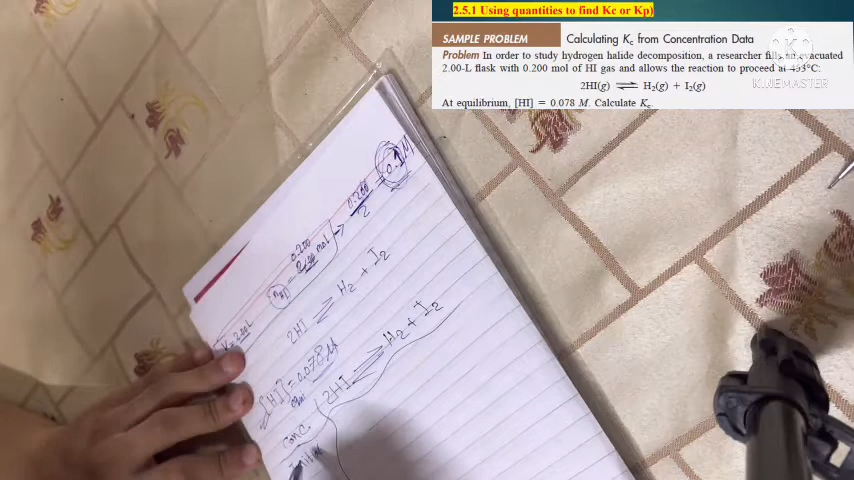 2.5.1 Using quantities to find Kc or Kp)
SAMPLE PROBLEM Calculating Kc from Concentration Data
Problem In order to study hydrogen halide decomposition, a researcher fills an evacuated
2.00-L flask with 0.200 mol of HI gas and allows the reaction to proceed at 453°C:
2HI(g) ⇌ H2(g) + I2(g)
At equilibrium, [HI] = 0.078 M. Calculate Kc.
KINEMASTER
V = 2.00 L
0.200
nHI = mol → 0.200 / 2 = 0.1 M
2HI ⇌ H2 + I2
[HI] = 0.078 M
2HI ⇌ H2 + I2
Conc.